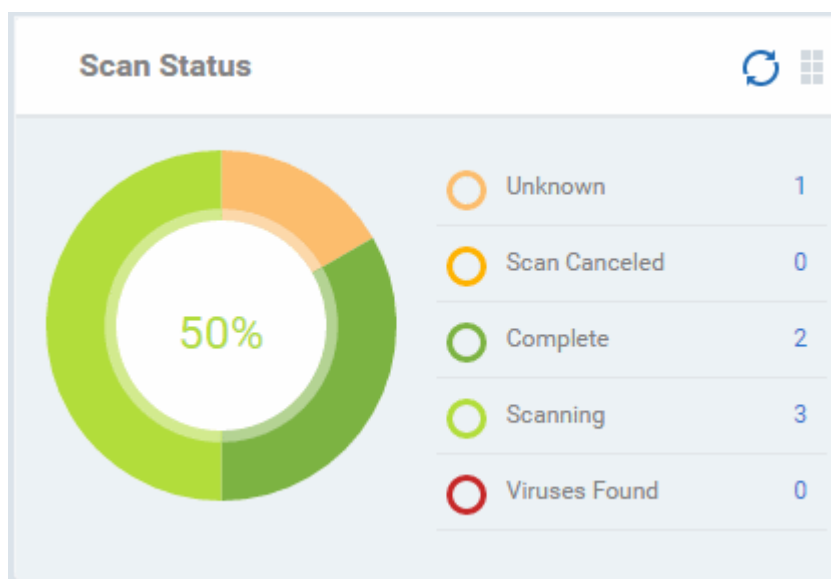 Scan Status
50%
Unknown 1
Scan Canceled 0
Complete 2
Scanning 3
Viruses Found 0